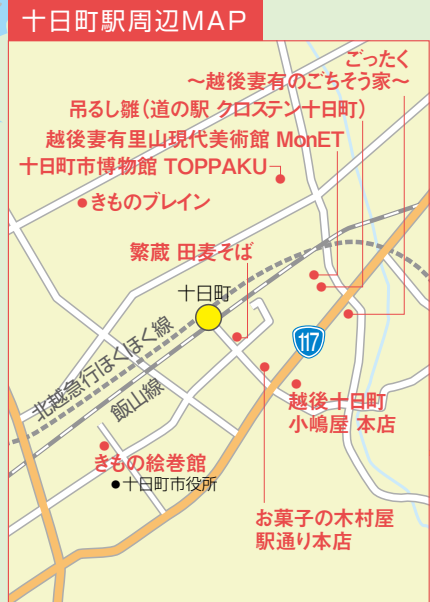 十日町駅周辺MAP
ごったく
～越後妻有のごちそう家～
吊るし雛(道の駅 クロステン十日町)
越後妻有里山現代美術館 MonET
十日町市博物館 TOPPAKU
きものブレイン
繁蔵 田麦そば
十日町
北越急行ほくほく線
飯山線
117
越後十日町
小嶋屋 本店
きもの絵巻館
十日町市役所
お菓子の木村屋
駅通り本店